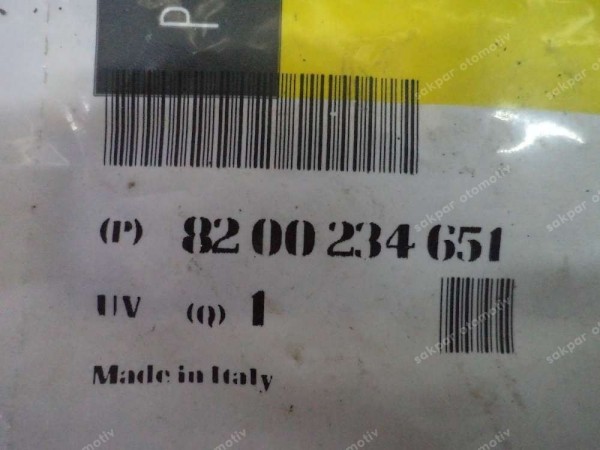 P
(P) 82 00 234 651
UV (Q) 1
Made in Italy
sakpar otomotiv
sakpar otomotiv
sakpar otomotiv
sakpar otomotiv